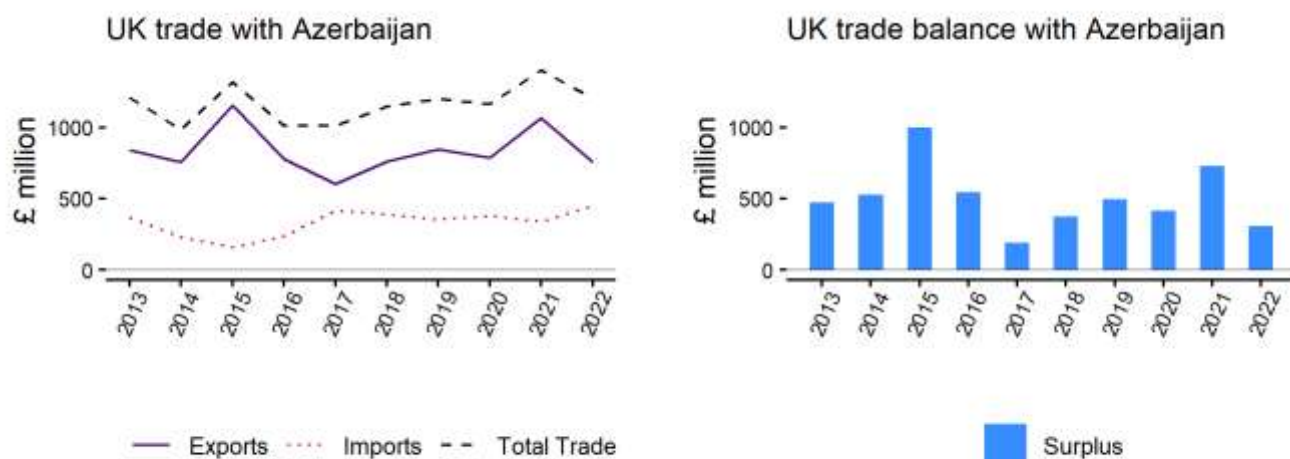 UK trade with Azerbaijan
£ million
1000
500
0
2013 2014 2015 2016 2017 2018 2019 2020 2021 2022
Exports Imports Total Trade
UK trade balance with Azerbaijan
£ million
1000
500
0
2013 2014 2015 2016 2017 2018 2019 2020 2021 2022
Surplus